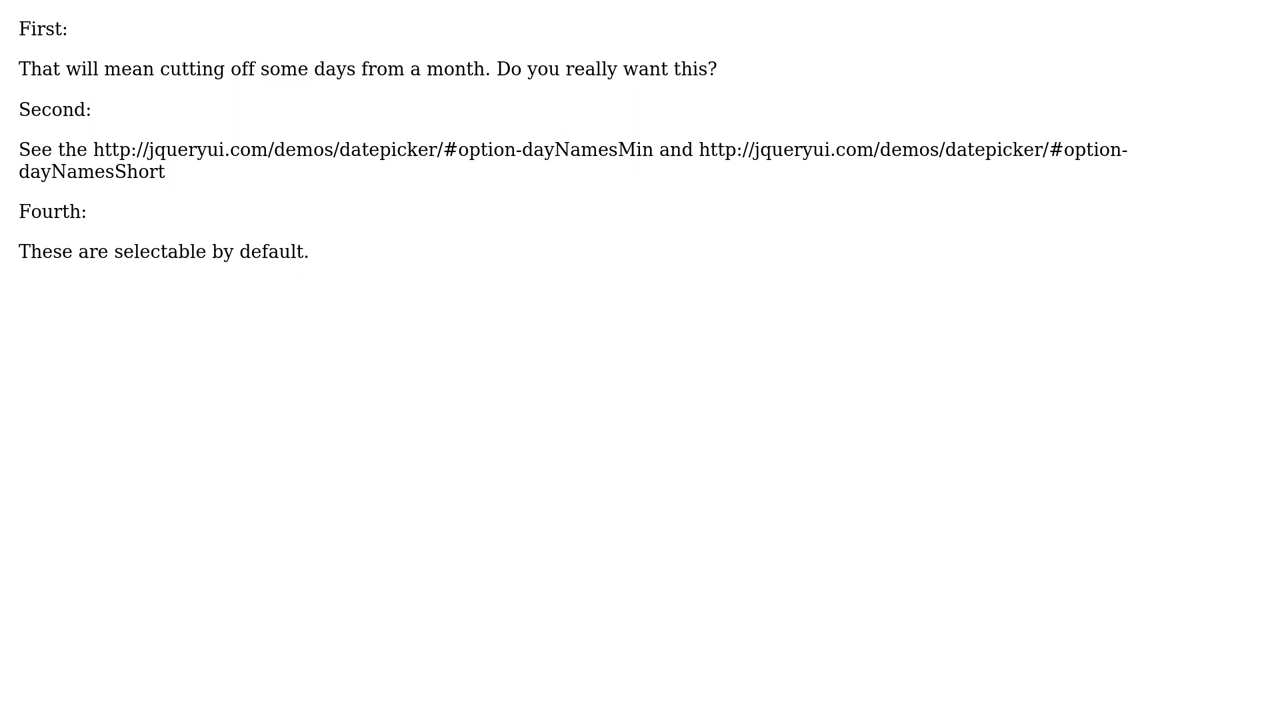 First:
That will mean cutting off some days from a month. Do you really want this?
Second:
See the http://jqueryui.com/demos/datepicker/#option-dayNamesMin and http://jqueryui.com/demos/datepicker/#option-
dayNamesShort
Fourth:
These are selectable by default.